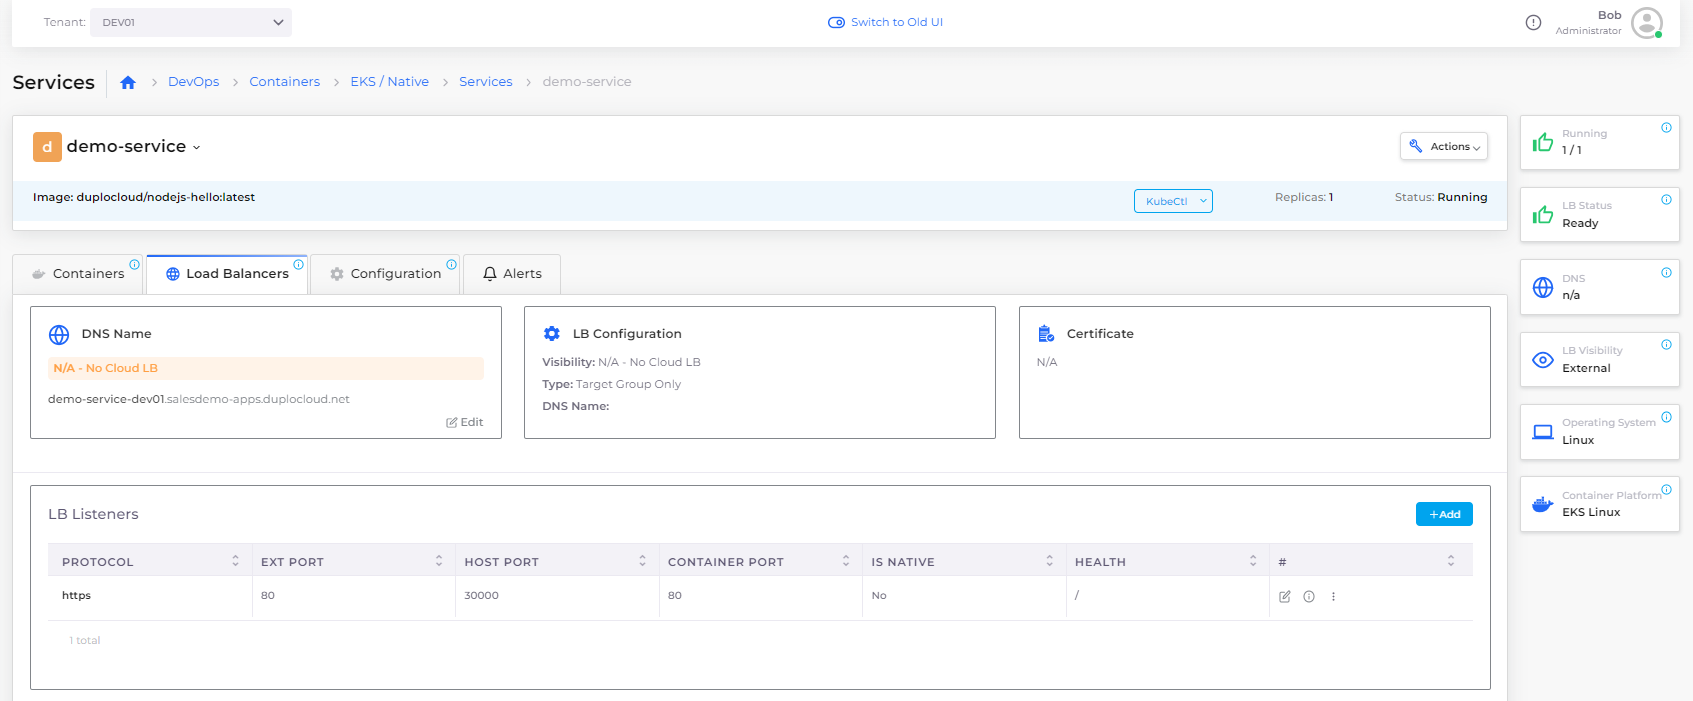 Tenant: DEV01
Switch to Old UI
Bob
Administrator
Services
DevOps > Containers > EKS / Native > Services > demo-service
d demo-service
Actions
Image: duplocloud/nodejs-hello:latest
KubeCtl
Replicas: 1
Status: Running
Containers
Load Balancers
Configuration
Alerts
DNS Name
N/A - No Cloud LB
demo-service-dev01.salesdemo-apps.duplocloud.net
Edit
LB Configuration
Visibility: N/A - No Cloud LB
Type: Target Group Only
DNS Name:
Certificate
N/A
LB Listeners
+Add
PROTOCOL EXT PORT HOST PORT CONTAINER PORT IS NATIVE HEALTH #
https 80 30000 80 No /
1 total
Running
1 / 1
LB Status
Ready
DNS
n/a
LB Visibility
External
Operating System
Linux
Container Platform
EKS Linux